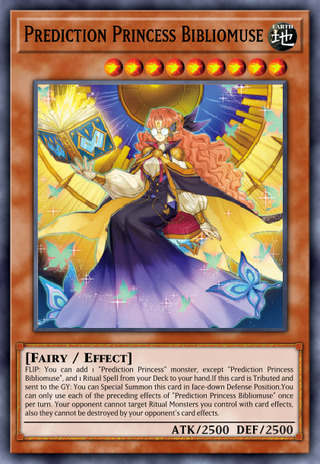 PREDICTION PRINCESS BIBLIOMUSE
EARTH
地
[FAIRY / EFFECT]
FLIP: You can add 1 "Prediction Princess" monster, except "Prediction Princess
Bibliomuse", and 1 Ritual Spell from your Deck to your hand.If this card is Tributed and
sent to the GY: You can Special Summon this card in face-down Defense Position.You
can only use each of the preceding effects of "Prediction Princess Bibliomuse" once
per turn. Your opponent cannot target Ritual Monsters you control with card effects,
also they cannot be destroyed by your opponent's card effects.
ATK/2500 DEF/2500